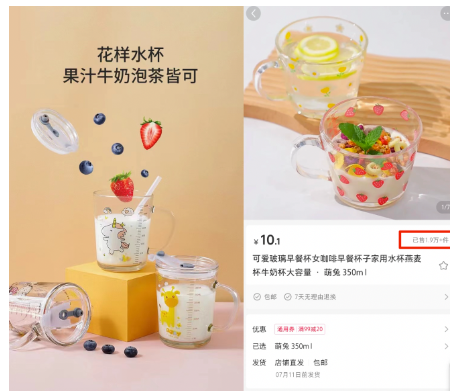 花样水杯
果汁牛奶泡茶皆可
¥10.1
已售1.9万+件
可爱玻璃早餐杯女咖啡早餐杯子家用水杯燕麦
杯牛奶杯大容量 · 萌兔 350ml
包邮 7天无理由退换
优惠 通用券 满99减20
已选 萌兔 350ml
发货 店铺直发 包邮
07月11日前发货